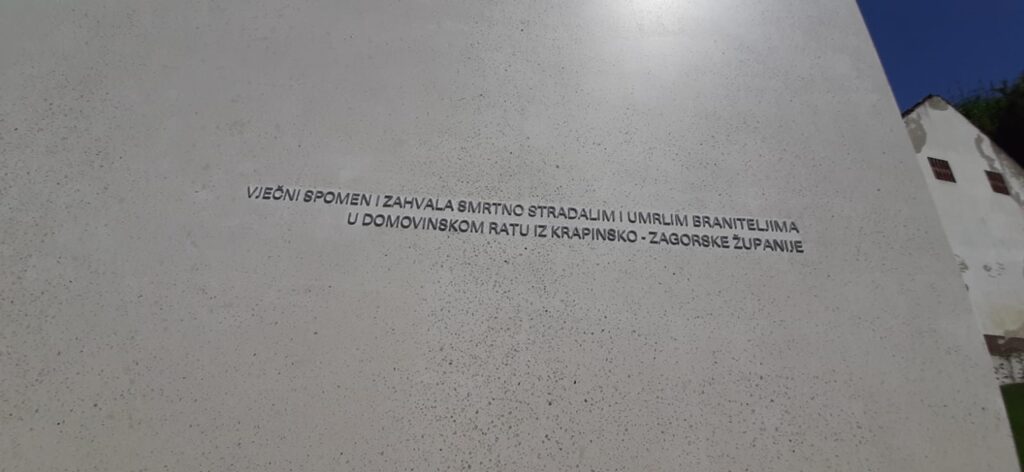 VJEČNI SPOMEN I ZAHVALA SMRTNO STRADALIM I UMRLIM BRANITELJIMA
U DOMOVINSKOM RATU IZ KRAPINSKO - ZAGORSKE ŽUPANIJE